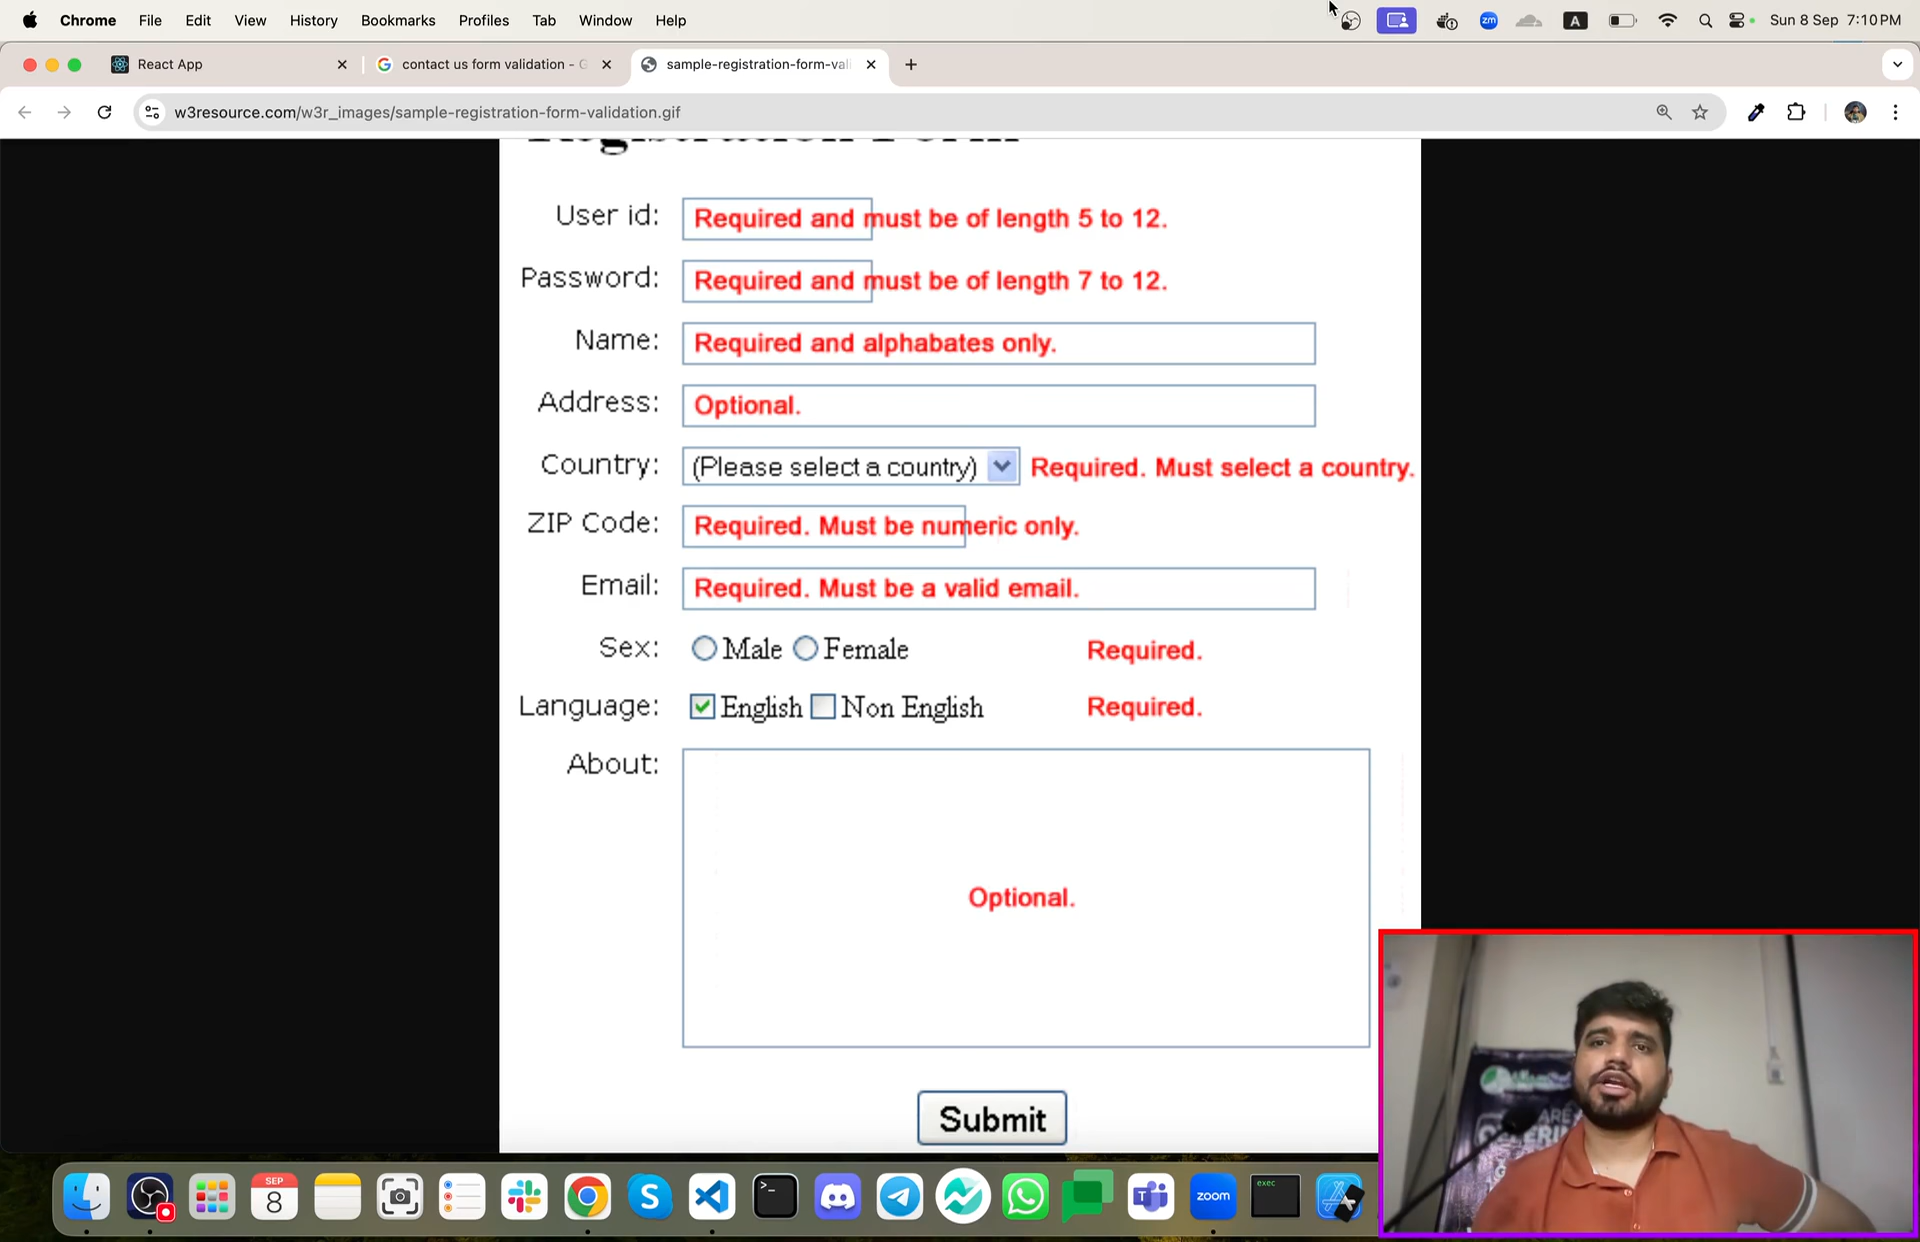 Chrome File Edit View History Bookmarks Profiles Tab Window Help
zm A Sun 8 Sep 7:10 PM
React App
contact us form validation - G
sample-registration-form-vali
w3resource.com/w3r_images/sample-registration-form-validation.gif
Registration Form
User id: Required and must be of length 5 to 12.
Password: Required and must be of length 7 to 12.
Name: Required and alphabates only.
Address: Optional.
Country: (Please select a country) Required. Must select a country.
ZIP Code: Required. Must be numeric only.
Email: Required. Must be a valid email.
Sex: Male Female Required.
Language: English Non English Required.
About: Optional.
Submit
SEP
8
S
>_
T
zoom
exec